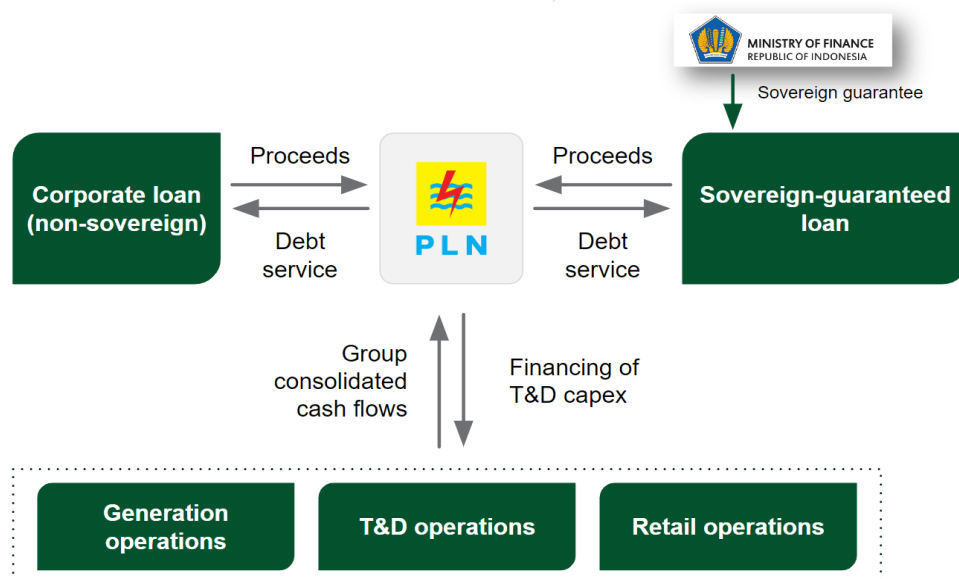 MINISTRY OF FINANCE
REPUBLIC OF INDONESIA
Sovereign guarantee
Corporate loan
(non-sovereign)
Proceeds
Debt
service
PLN
Proceeds
Debt
service
Sovereign-guaranteed
loan
Group
consolidated
cash flows
Financing of
T&D capex
Generation
operations
T&D operations
Retail operations